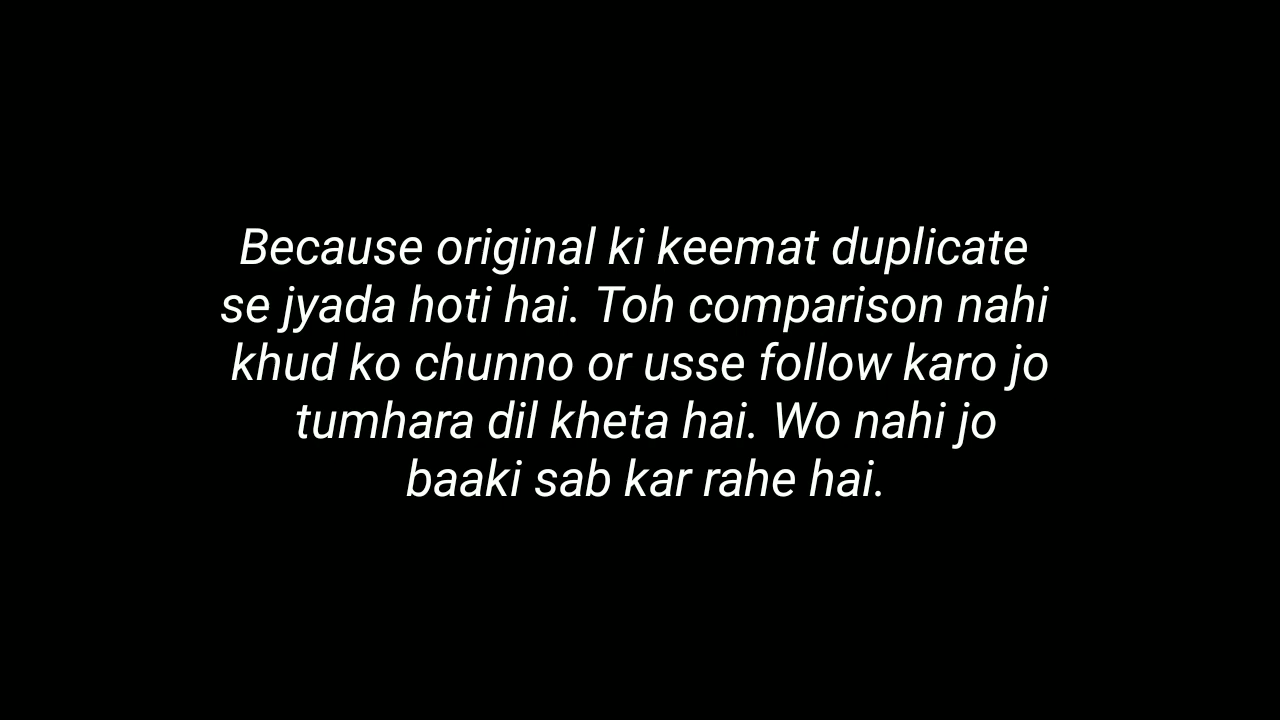 Because original ki keemat duplicate
se jyada hoti hai. Toh comparison nahi
khud ko chunno or usse follow karo jo
tumhara dil kheta hai. Wo nahi jo
baaki sab kar rahe hai.